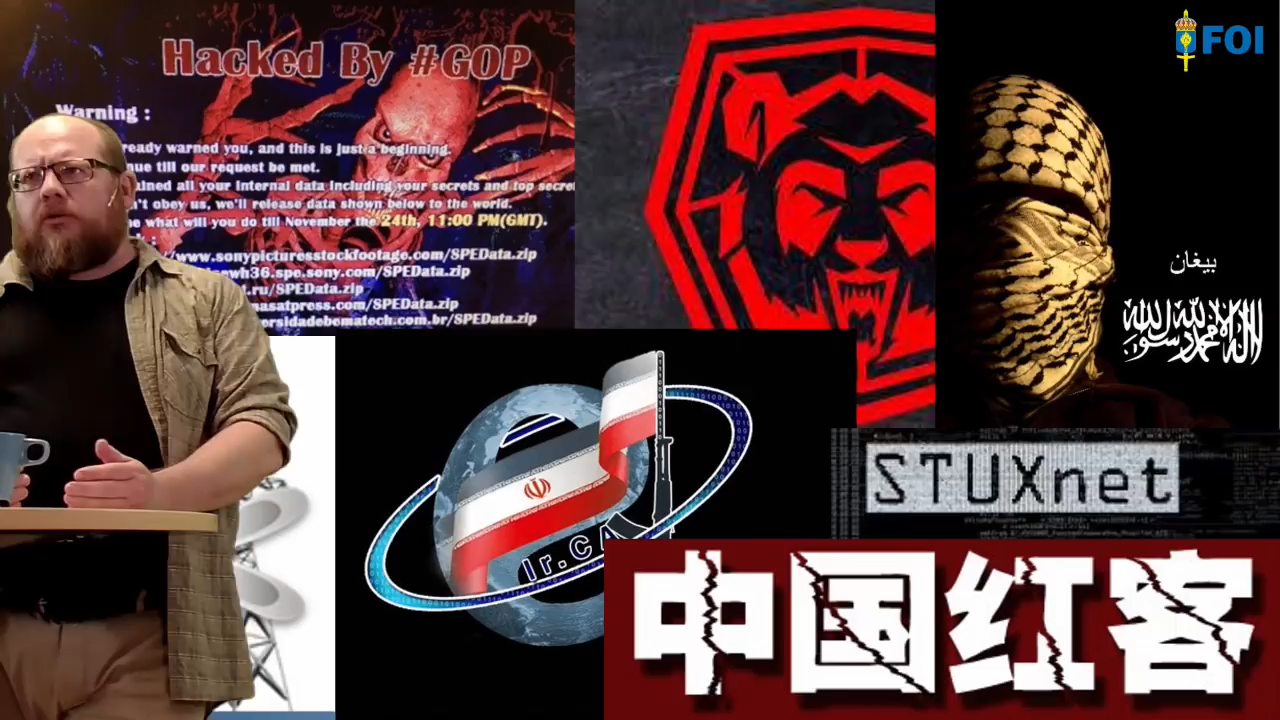 Hacked By #GOP
Warning :
ready warned you, and this is just a beginning.
nue till our request be met.
ained all your internal data including your secrets and top secre
n't obey us, we'll release data shown below to the world.
e what will you do till November the 24th, 11:00 PM(GMT).
/www.sonypicturesstockfootage.com/SPEData.zip
ewh36.spe.sony.com/SPEData.zip
t.ru/SPEData.zip
nasatpress.com/SPEData.zip
ersidadebematech.com.br/SPEData.zip
FOI
بيغان
لا إله إلا الله محمد رسول الله
Ir.CA
STUXnet
中国红客